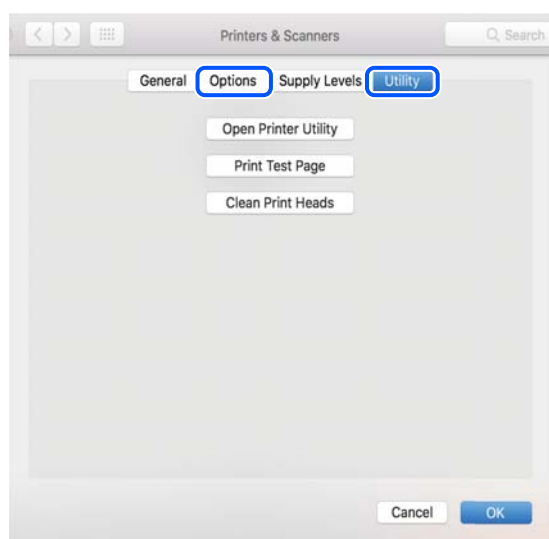 Printers & Scanners Search
General Options Supply Levels Utility
Open Printer Utility
Print Test Page
Clean Print Heads
Cancel OK